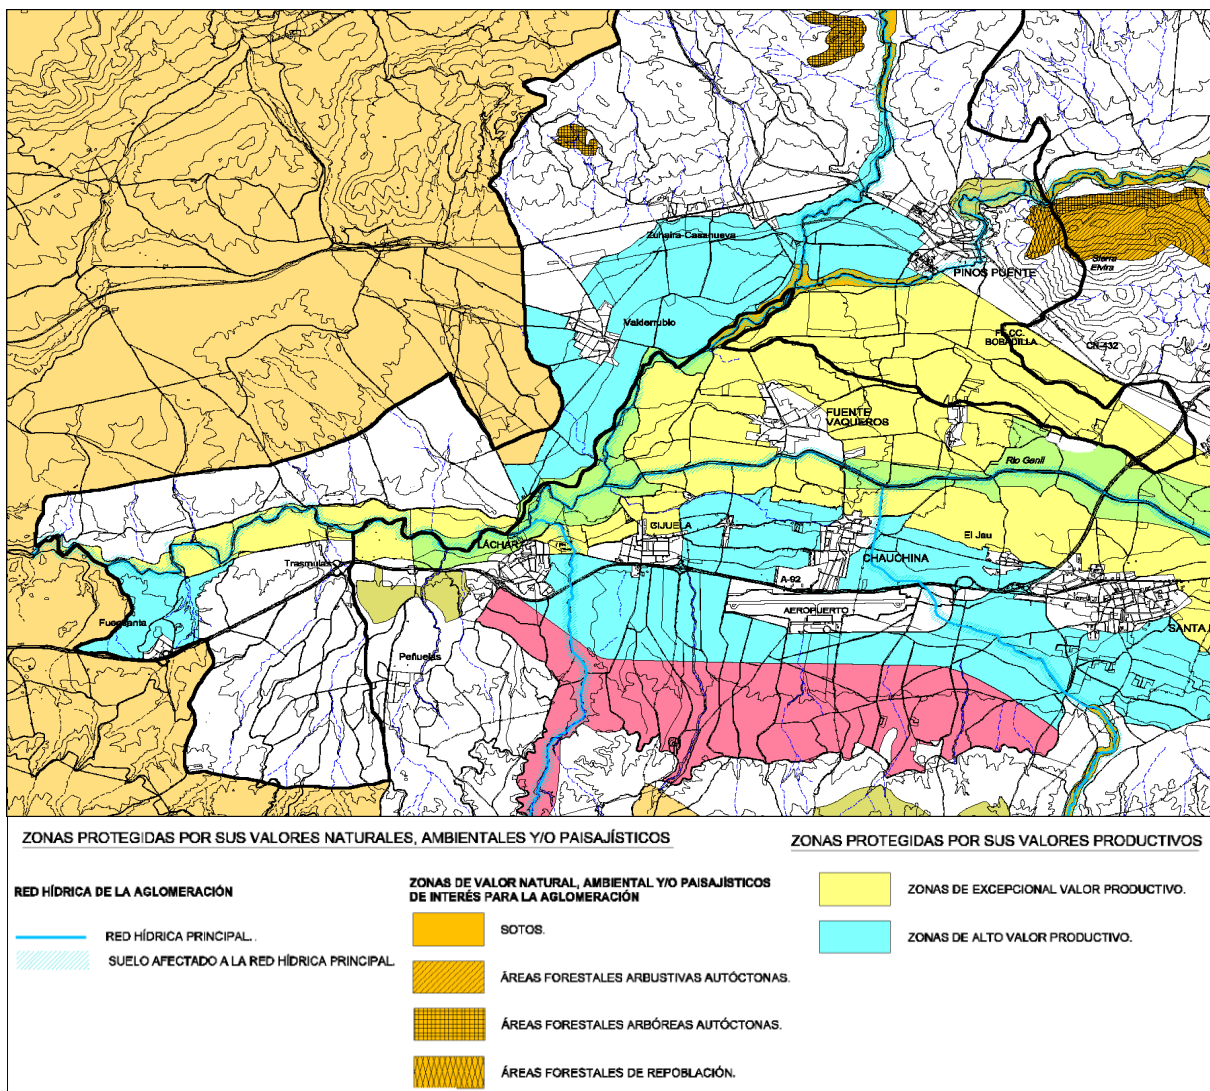 Zuhaira-Casanueva
PINOS PUENTE
Sierra
Elvira
Valderrubio
FF.CC.
BOBADILLA
CN-432
FUENTE
VAQUEROS
Río Genil
LÁCHAR
CIJUELA
El Jau
CHAUCHINA
Trasmulas
A-92
AEROPUERTO
Fuensanta
SANTA
Peñuelas
ZONAS PROTEGIDAS POR SUS VALORES NATURALES, AMBIENTALES Y/O PAISAJÍSTICOS
ZONAS PROTEGIDAS POR SUS VALORES PRODUCTIVOS
RED HÍDRICA DE LA AGLOMERACIÓN
ZONAS DE VALOR NATURAL, AMBIENTAL Y/O PAISAJÍSTICOS
DE INTERÉS PARA LA AGLOMERACIÓN
ZONAS DE EXCEPCIONAL VALOR PRODUCTIVO.
RED HÍDRICA PRINCIPAL..
SOTOS.
ZONAS DE ALTO VALOR PRODUCTIVO.
SUELO AFECTADO A LA RED HÍDRICA PRINCIPAL.
ÁREAS FORESTALES ARBUSTIVAS AUTÓCTONAS.
ÁREAS FORESTALES ARBÓREAS AUTÓCTONAS.
ÁREAS FORESTALES DE REPOBLACIÓN.